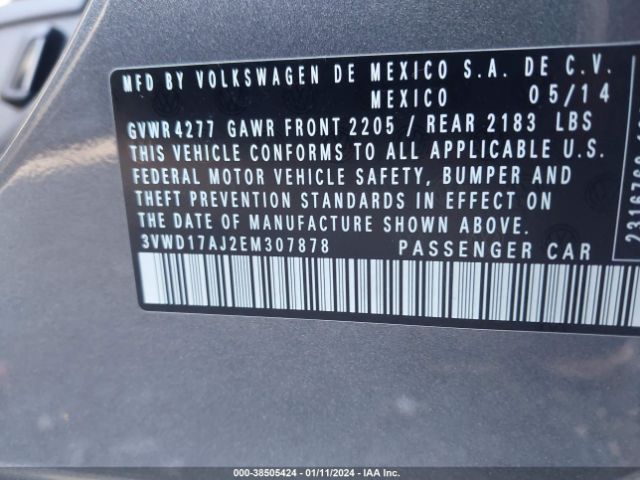 MFD BY VOLKSWAGEN DE MEXICO S.A. DE C.V.
MEXICO 05/14
GVWR 4277 GAWR FRONT 2205 / REAR 2183 LBS
THIS VEHICLE CONFORMS TO ALL APPLICABLE U.S.
FEDERAL MOTOR VEHICLE SAFETY, BUMPER AND
THEFT PREVENTION STANDARDS IN EFFECT ON
THE DATE OF MANUFACTURE SHOWN ABOVE.
3VWD17AJ2EM307878 PASSENGER CAR
000-38505424 - 01/11/2024 - IAA Inc.